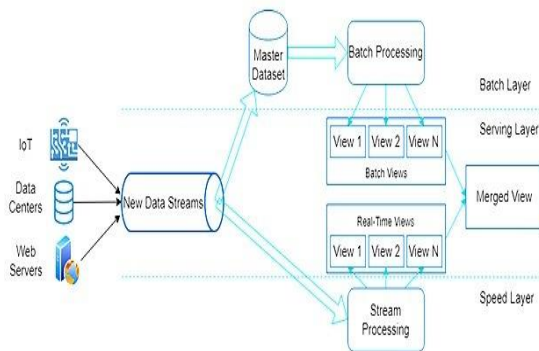 Master
Dataset
Batch Processing
Batch Layer
Serving Layer
IoT
View 1
View 2
View N
Batch Views
Data
Centers
New Data Streams
Merged View
Real-Time Views
View 1
View 2
View N
Web
Servers
Speed Layer
Stream
Processing